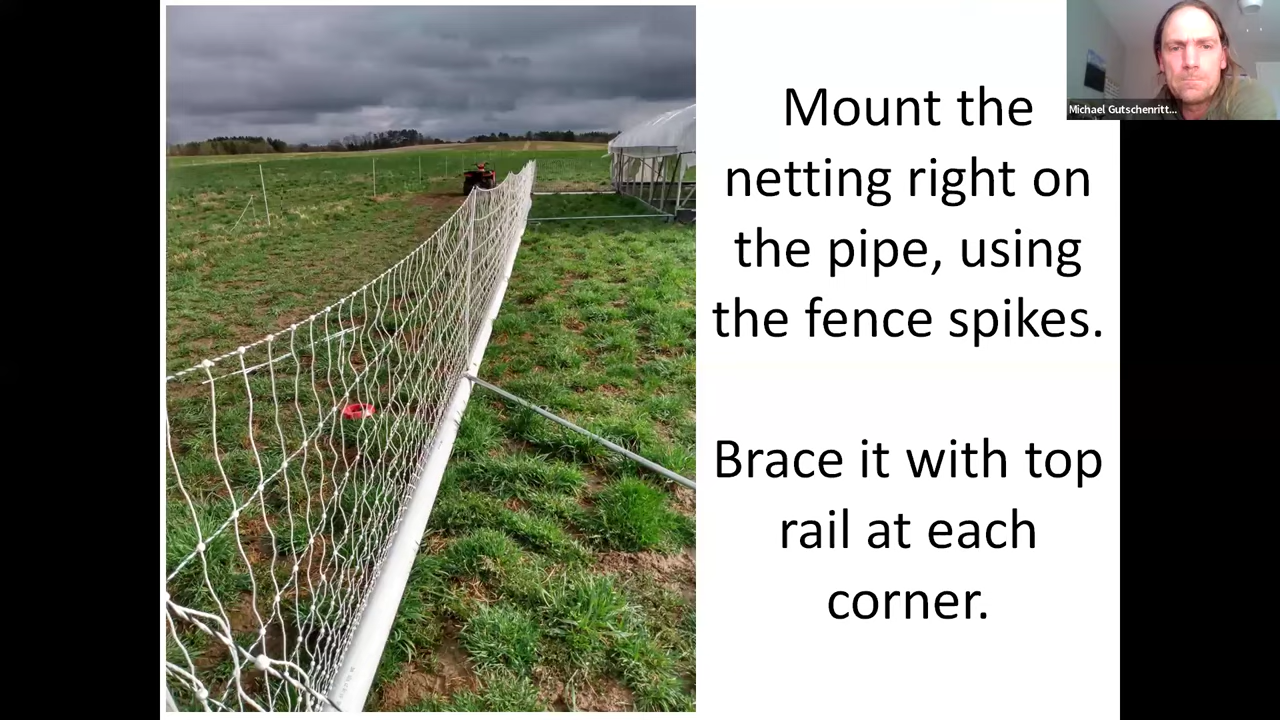 Mount the
netting right on
the pipe, using
the fence spikes.
Brace it with top
rail at each
corner.
Michael Gutschenritt...